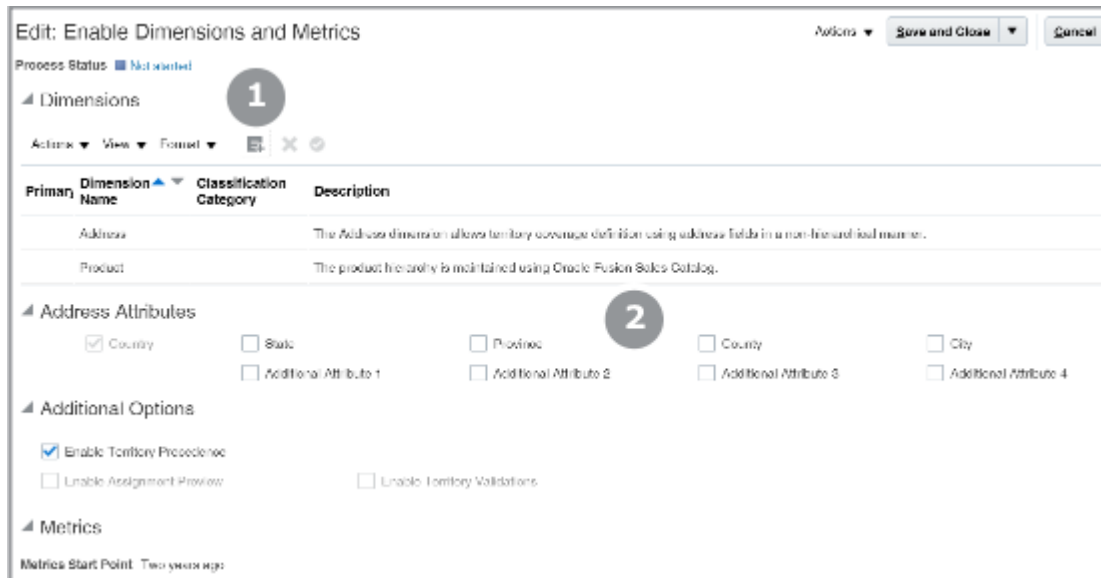 Edit: Enable Dimensions and Metrics Actions Save and Close Cancel
Process Status Not started
1
Dimensions
Actions View Format
Primary Dimension Name Classification Category Description
Address The Address dimension allows territory coverage definition using address fields in a non-hierarchical manner.
Product The product hierarchy is maintained using Oracle Fusion Sales Catalog.
Address Attributes
2
Country State Province County City
Additional Attribute 1 Additional Attribute 2 Additional Attribute 3 Additional Attribute 4
Additional Options
Enable Territory Precedence
Enable Assignment Preview Enable Territory Validations
Metrics
Metrics Start Point Two years ago